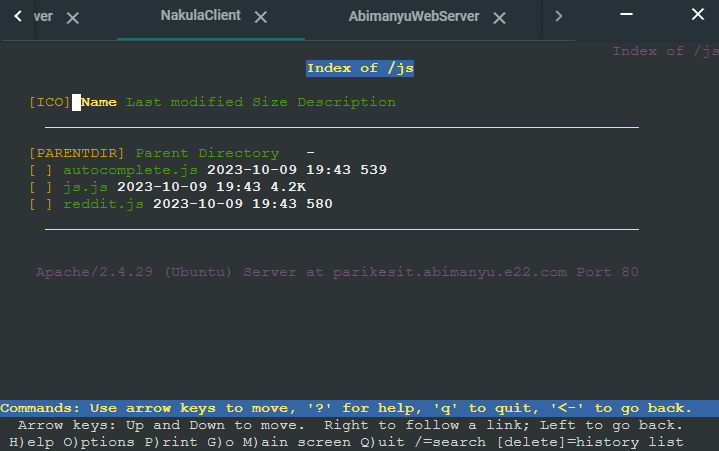 ver NakulaClient AbimanyuWebServer
Index of /js
Index of /js
[ICO] Name Last modified Size Description
[PARENTDIR] Parent Directory -
[ ] autocomplete.js 2023-10-09 19:43 539
[ ] js.js 2023-10-09 19:43 4.2K
[ ] reddit.js 2023-10-09 19:43 580
Apache/2.4.29 (Ubuntu) Server at parikesit.abimanyu.e22.com Port 80
Commands: Use arrow keys to move, '?' for help, 'q' to quit, '<-' to go back.
Arrow keys: Up and Down to move. Right to follow a link; Left to go back.
H)elp O)ptions P)rint G)o M)ain screen Q)uit /=search [delete]=history list